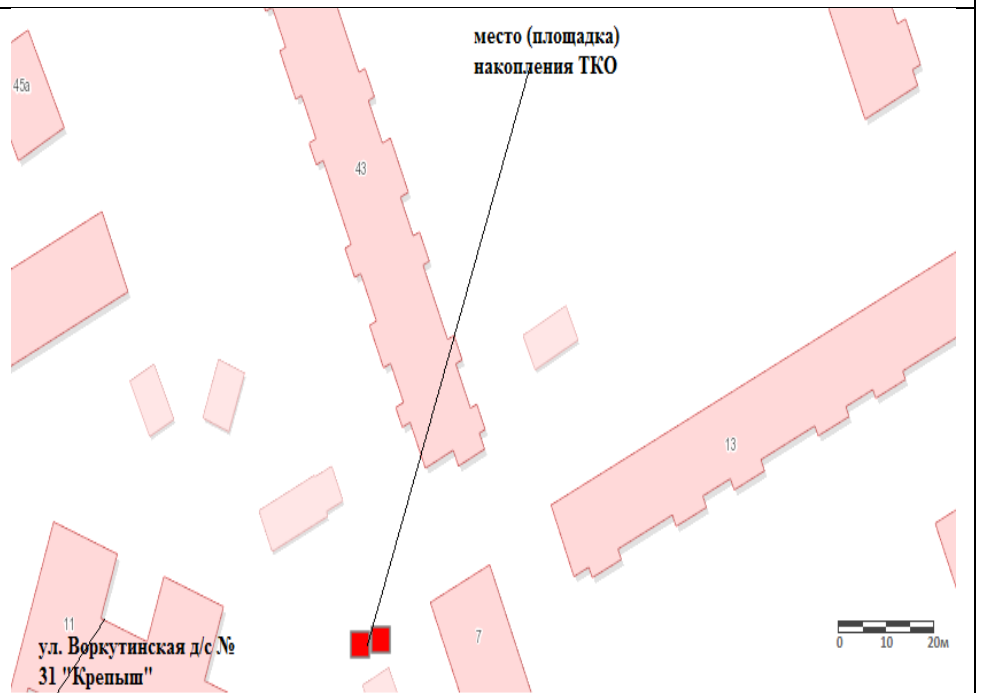 место (площадка)
накопления ТКО
45а
43
13
11
7
ул. Воркутинская д/с №
31 "Крепыш"
0 10 20м